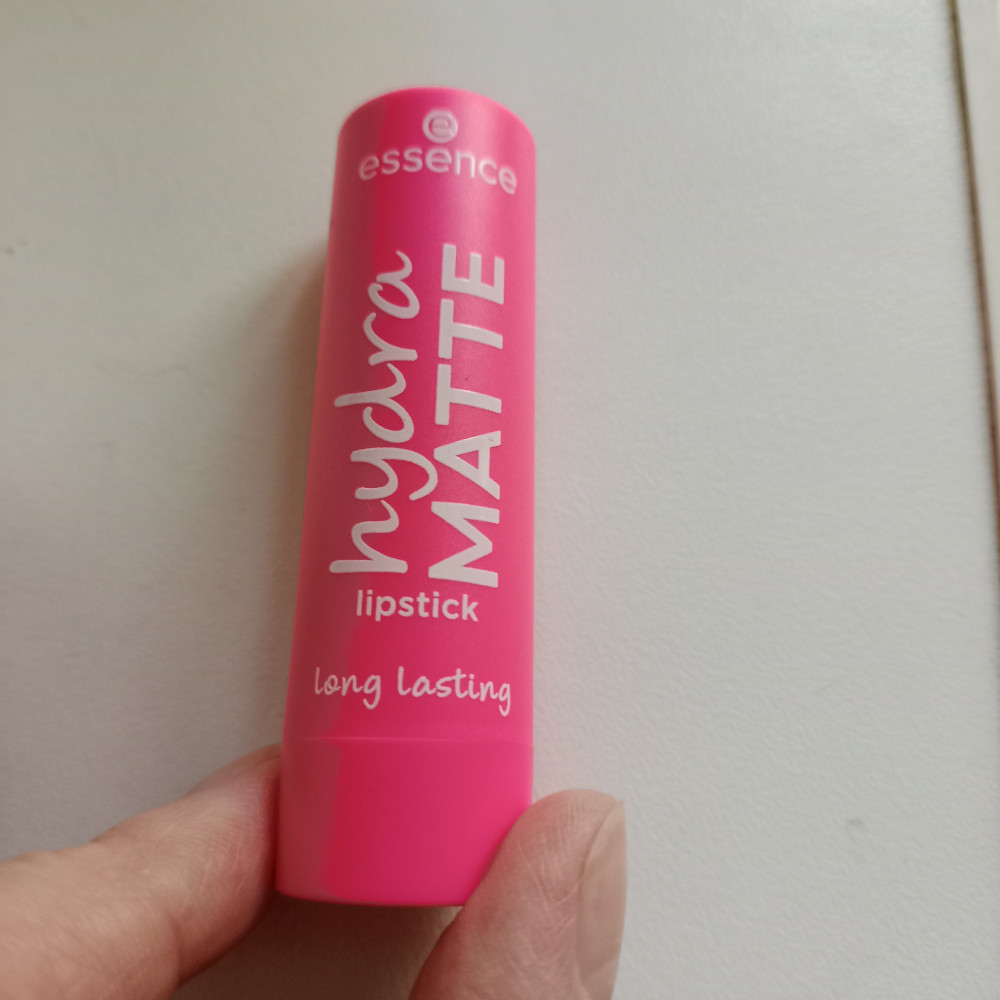 e
essence
hydra
MATTE
lipstick
long lasting